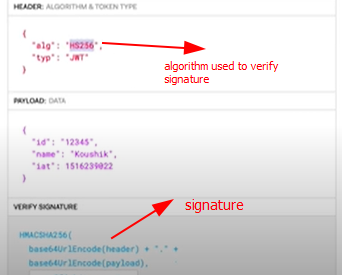 HEADER: ALGORITHM & TOKEN TYPE
{
"alg": "HS256",
"typ": "JWT"
}
algorithm used to verify
signature
PAYLOAD: DATA
{
"id": "12345",
"name": "Koushik",
"iat": 1516239022
}
VERIFY SIGNATURE
signature
HMACSHA256(
base64UrlEncode(header) + "." +
base64UrlEncode(payload),